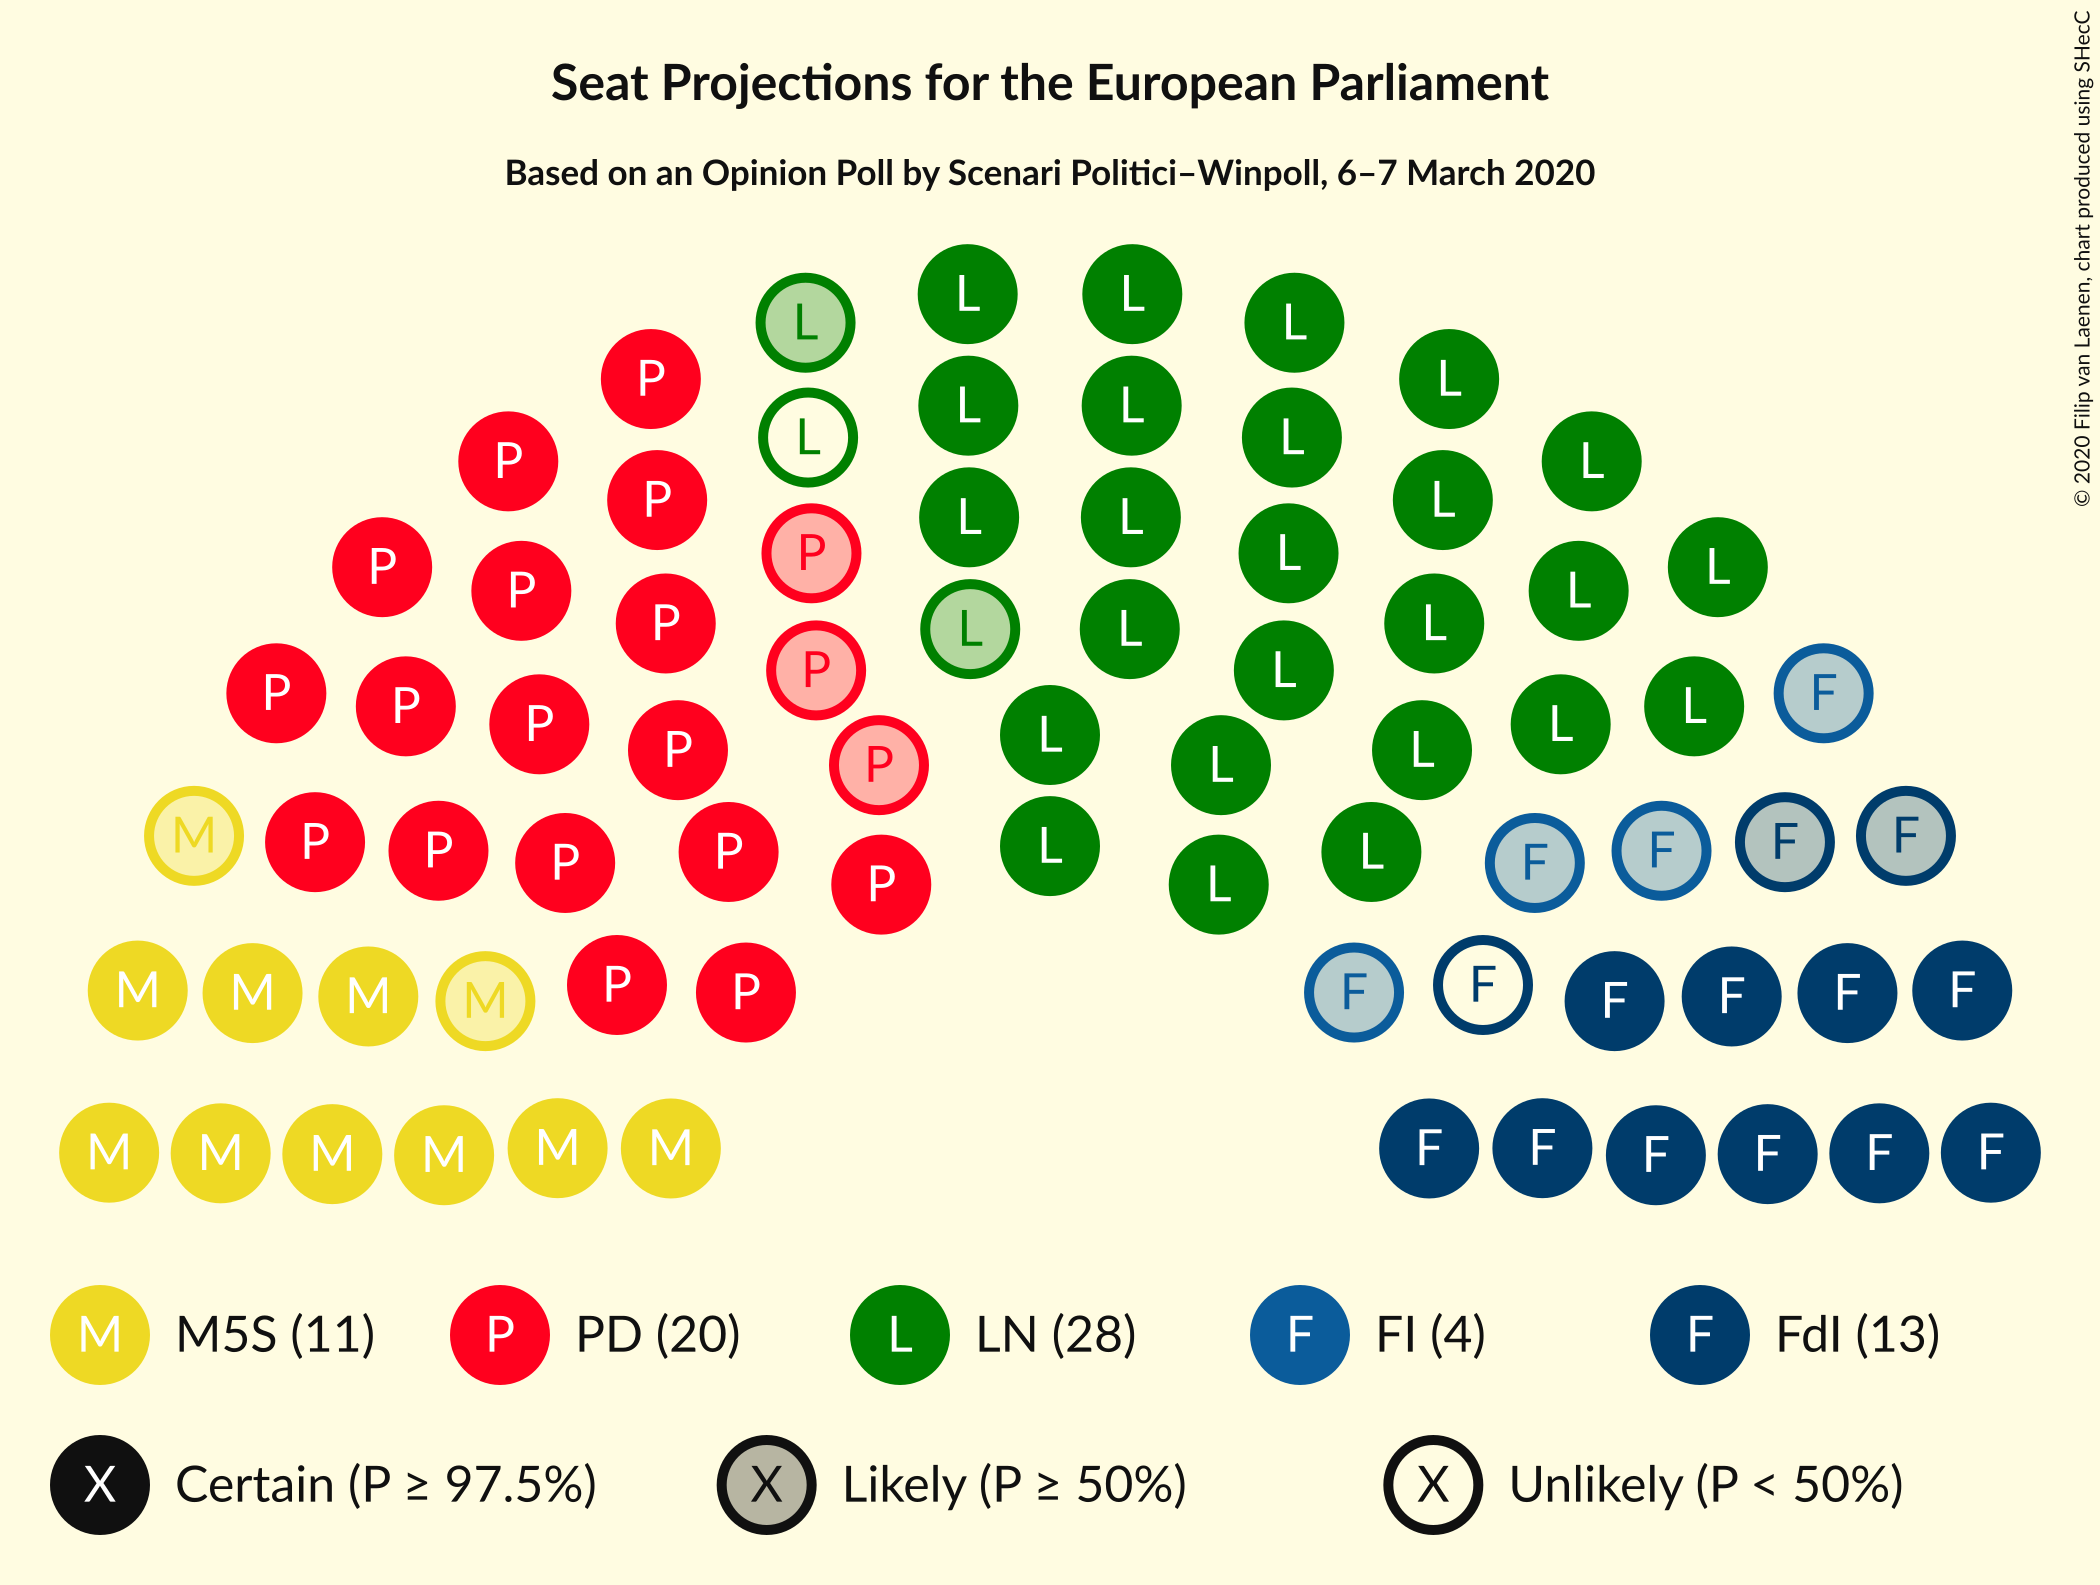 Seat Projections for the European Parliament
Based on an Opinion Poll by Scenari Politici–Winpoll, 6–7 March 2020
© 2020 Filip van Laenen, chart produced using SHecC
L L L L
P L L L L L
P P L L L L
P P P L L L
P L L L
P P P L L F
P P P L L L L
M P P P P P L L L F F F F
M M M M P P F F F F F F
M M M M M M F F F F F F
M M5S (11) P PD (20) L LN (28) F FI (4) F FdI (13)
X Certain (P ≥ 97.5%) X Likely (P ≥ 50%) X Unlikely (P < 50%)